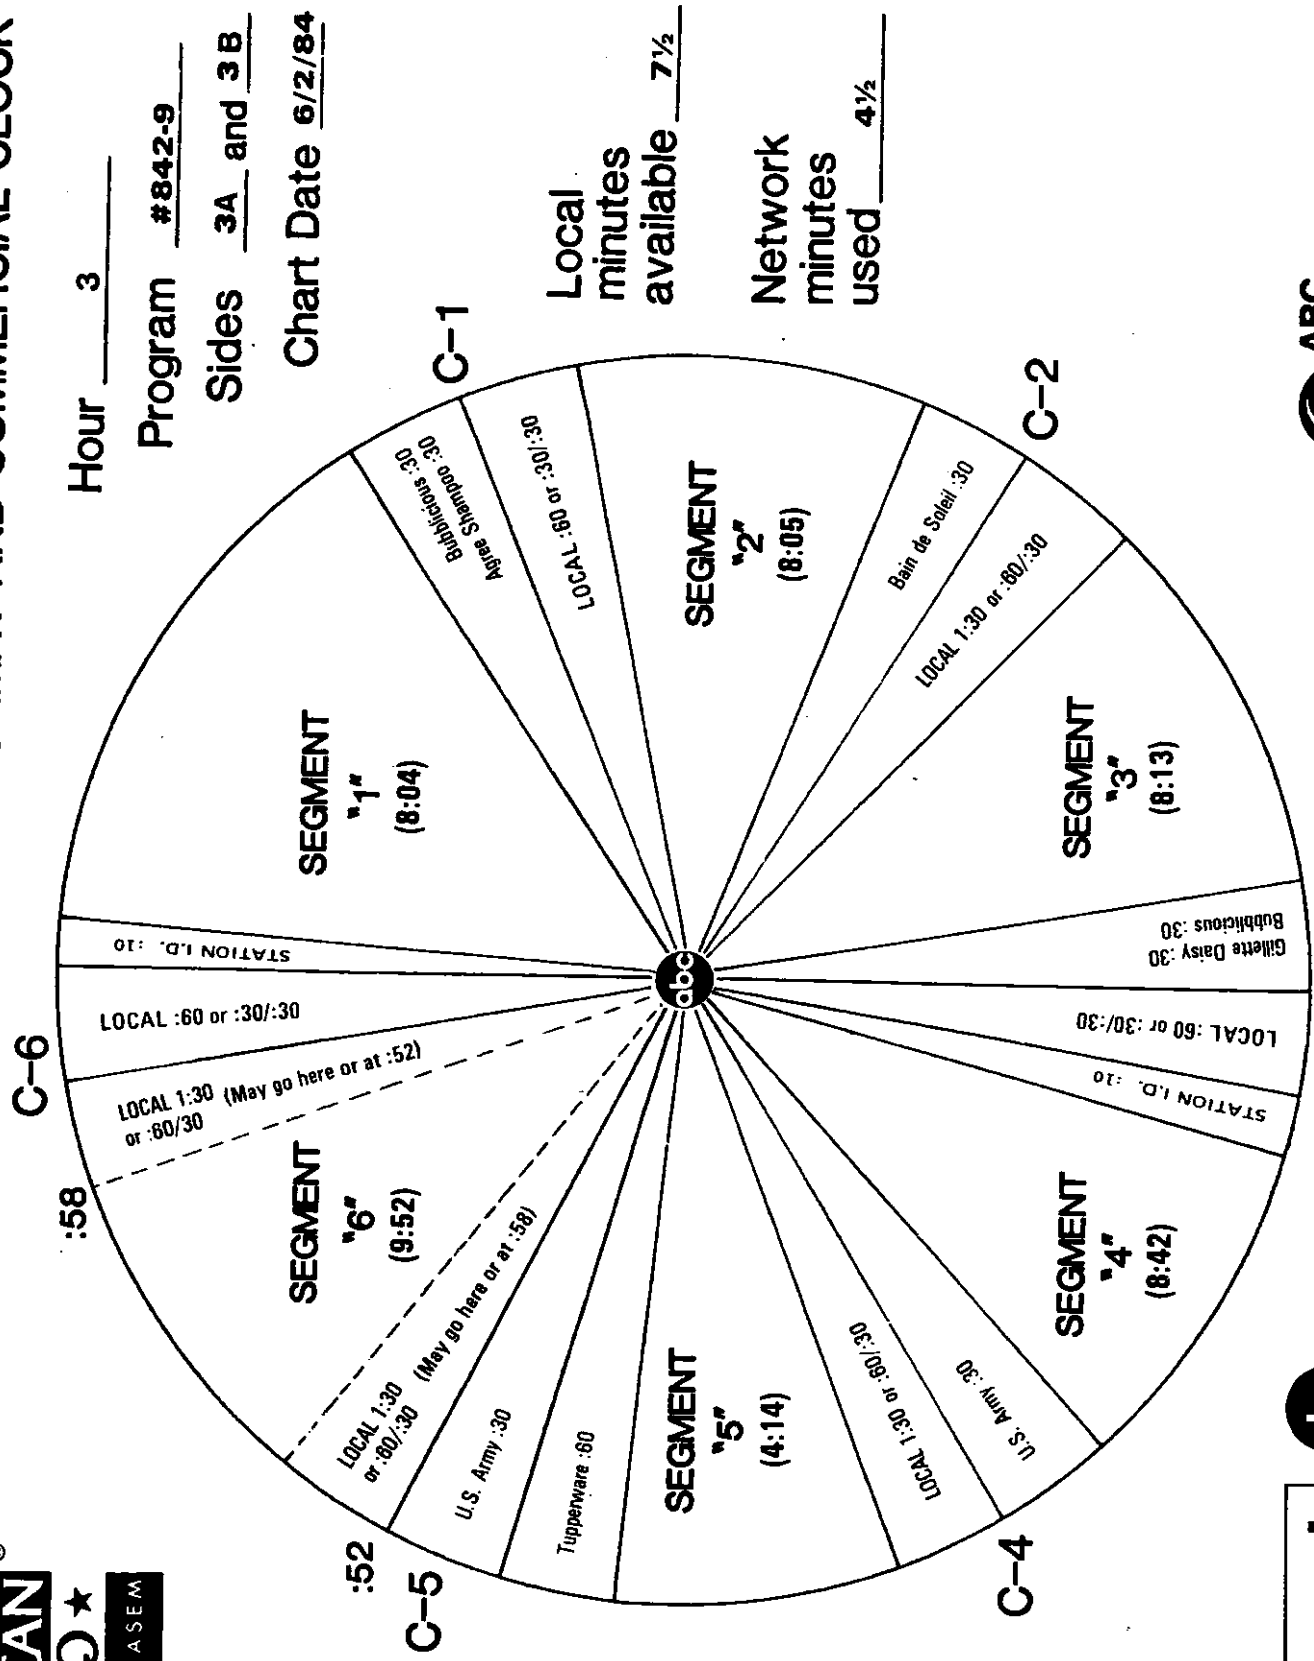 COMMERCIAL CLOCK
Hour 3
Program #842-9
Sides 3A and 3B
Chart Date 6/2/84
Local
minutes
available 7½
Network
minutes
used 4½
SEGMENT
"1"
(8:04)
Bubblicious :30
Agree Shampoo :30
C-1
LOCAL :60 or :30/:30
SEGMENT
"2"
(8:05)
Bain de Soleil :30
C-2
LOCAL 1:30 or :60/:30
SEGMENT
"3"
(8:13)
Gillette Daisy :30
Bubblicious :30
LOCAL :60 or :30/:30
STATION I.D. :10
SEGMENT
"4"
(8:42)
U.S. Army :30
C-4
LOCAL 1:30 or :60/:30
SEGMENT
"5"
(4:14)
Tupperware :60
U.S. Army :30
C-5
:52
LOCAL 1:30 (May go here or at :58)
or :60/:30
SEGMENT
"6"
(9:52)
:58
LOCAL 1:30 (May go here or at :52)
or :60/30
C-6
LOCAL :60 or :30/:30
STATION I.D. :10
abc
ABC